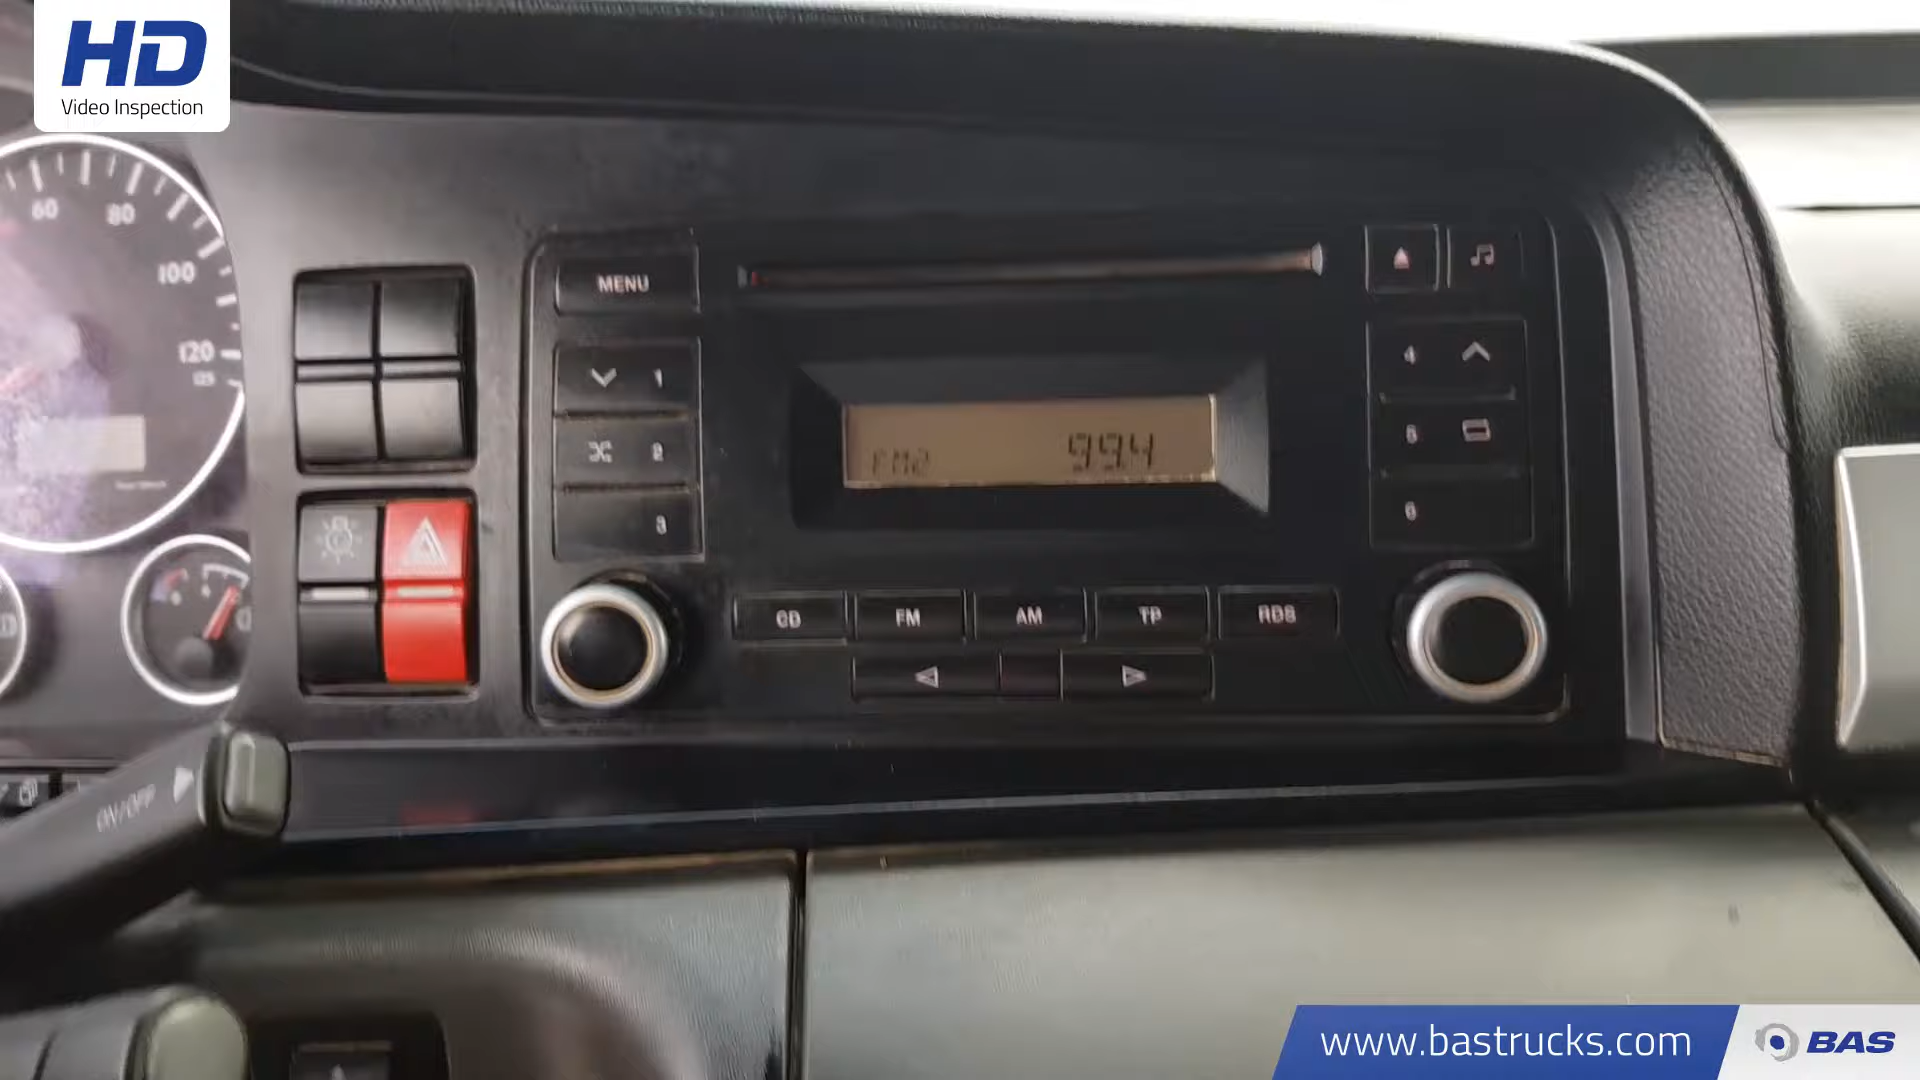 HD
Video Inspection
60
80
100
120
125
MENU
1
2
3
4
5
6
FM2 99.4
CD FM AM TP RDS
ON/OFF
www.bastrucks.com BAS